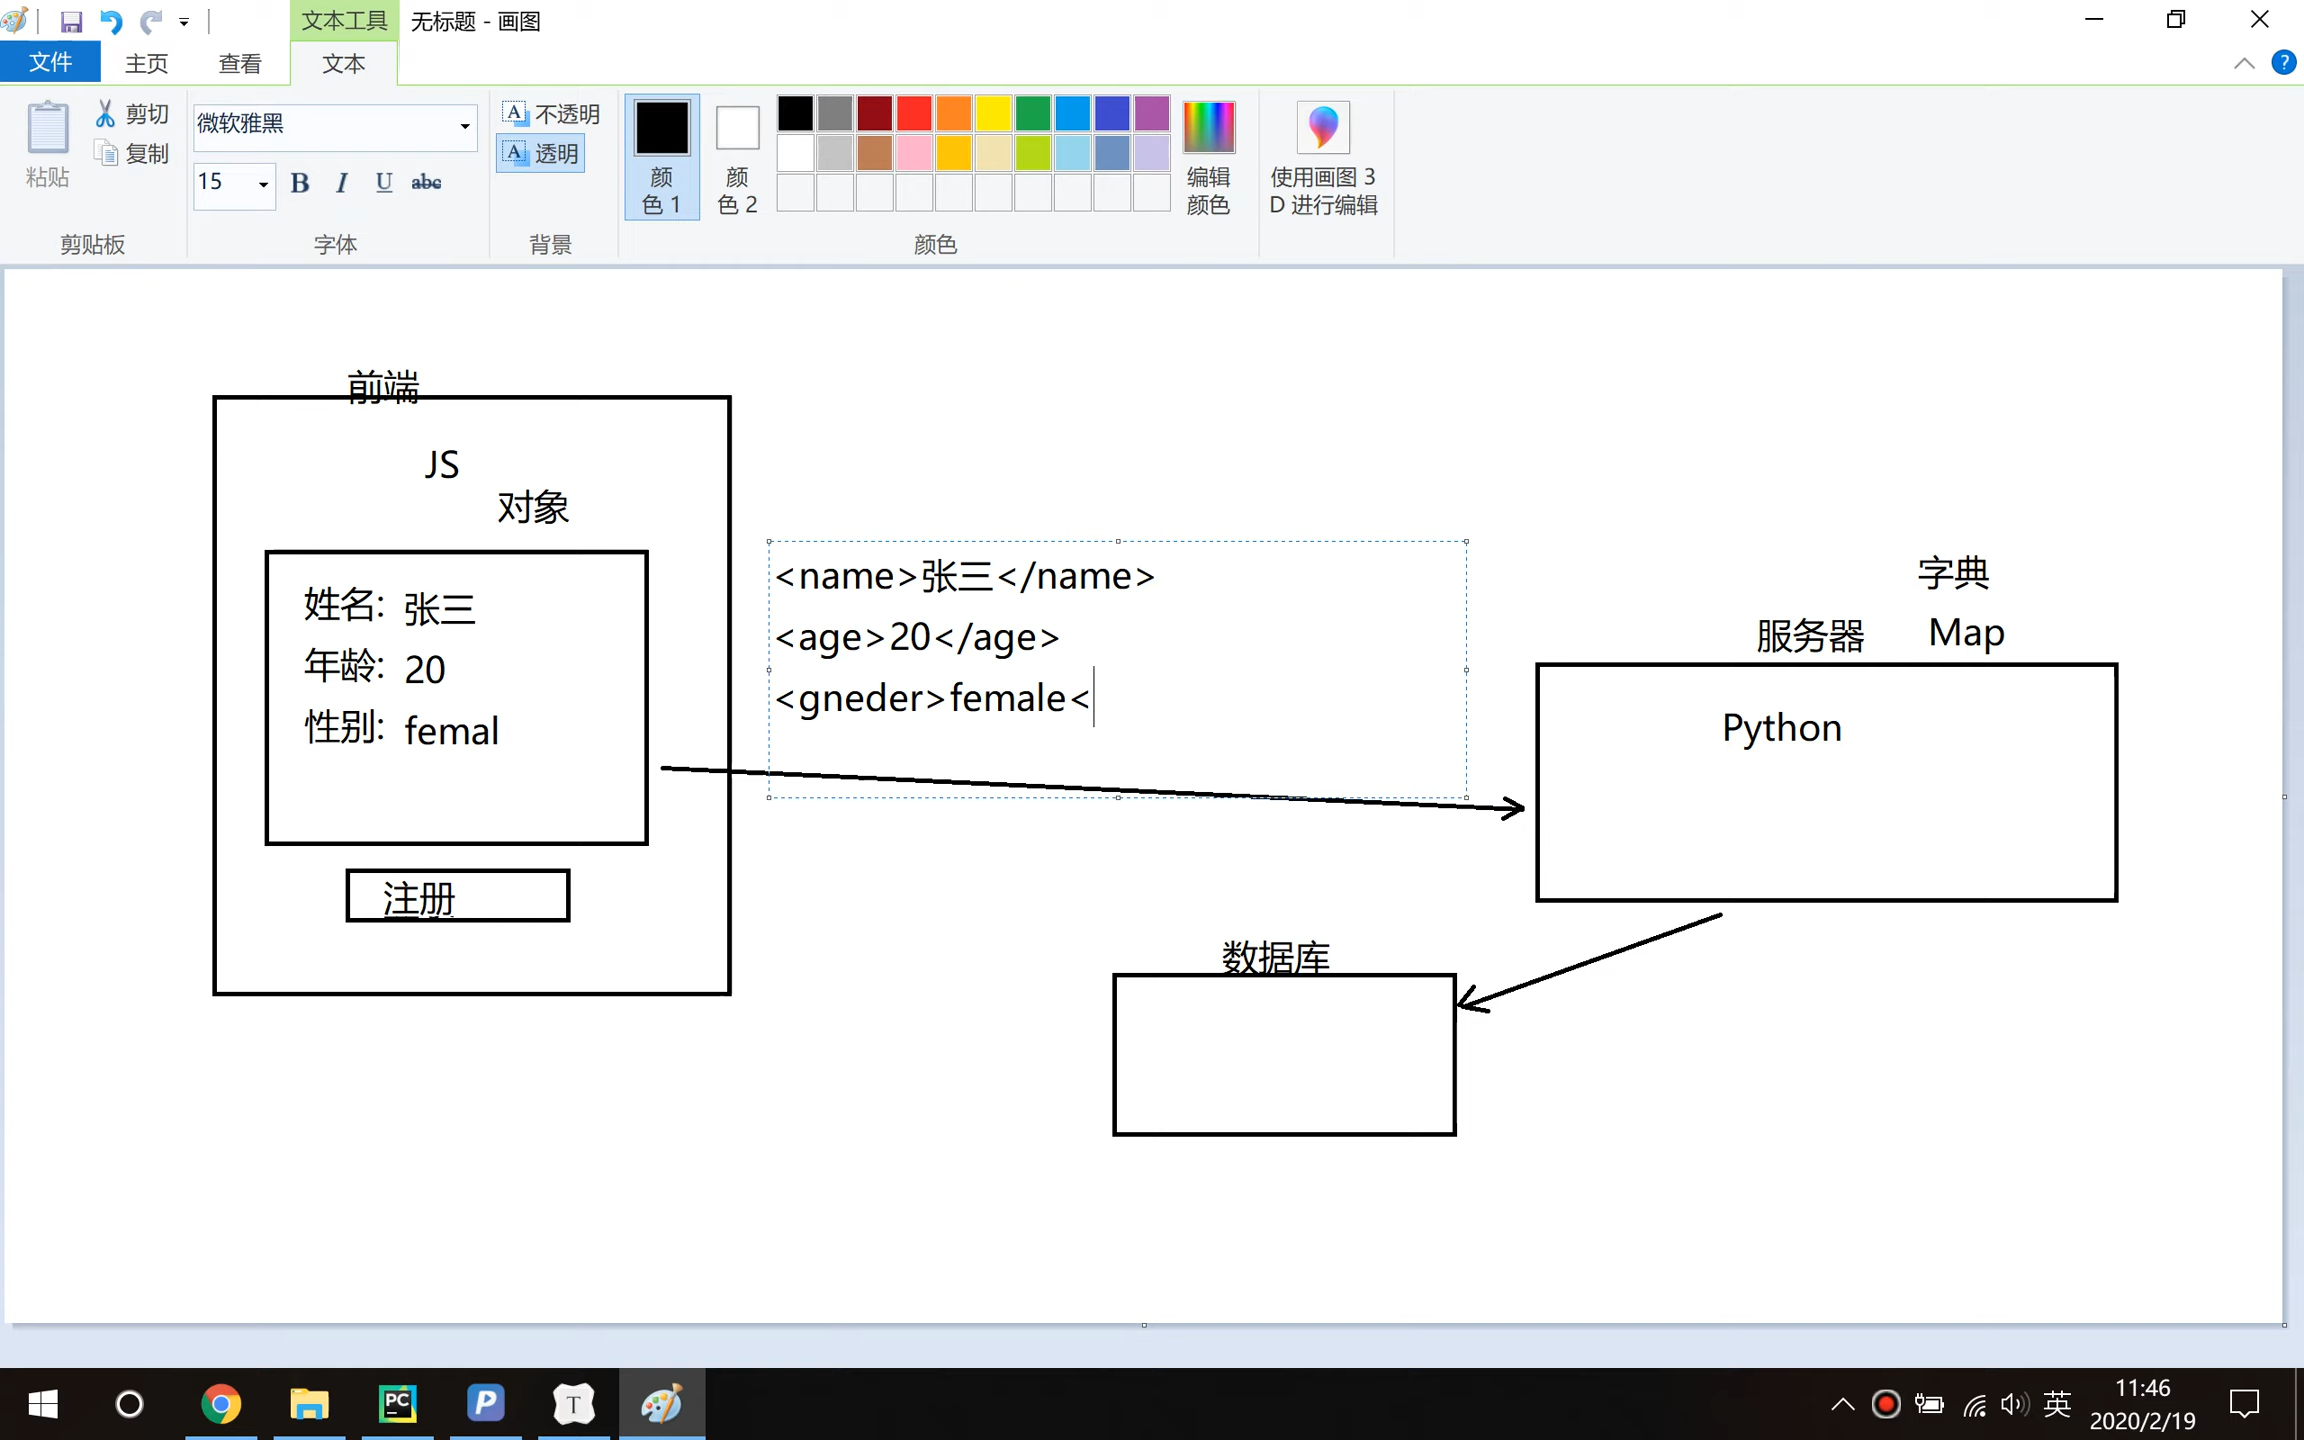 文本工具
无标题 - 画图
文件
主页
查看
文本
?
粘贴
剪切
复制
剪贴板
微软雅黑
15
B I U abc
字体
A 不透明
A 透明
背景
颜
色 1
颜
色 2
颜色
编辑
颜色
使用画图 3
D 进行编辑
前端
JS
对象
姓名: 张三
年龄: 20
性别: femal
注册
<name>张三</name>
<age>20</age>
<gneder>female<
字典
服务器 Map
Python
数据库
PC
P
T
英
11:46
2020/2/19